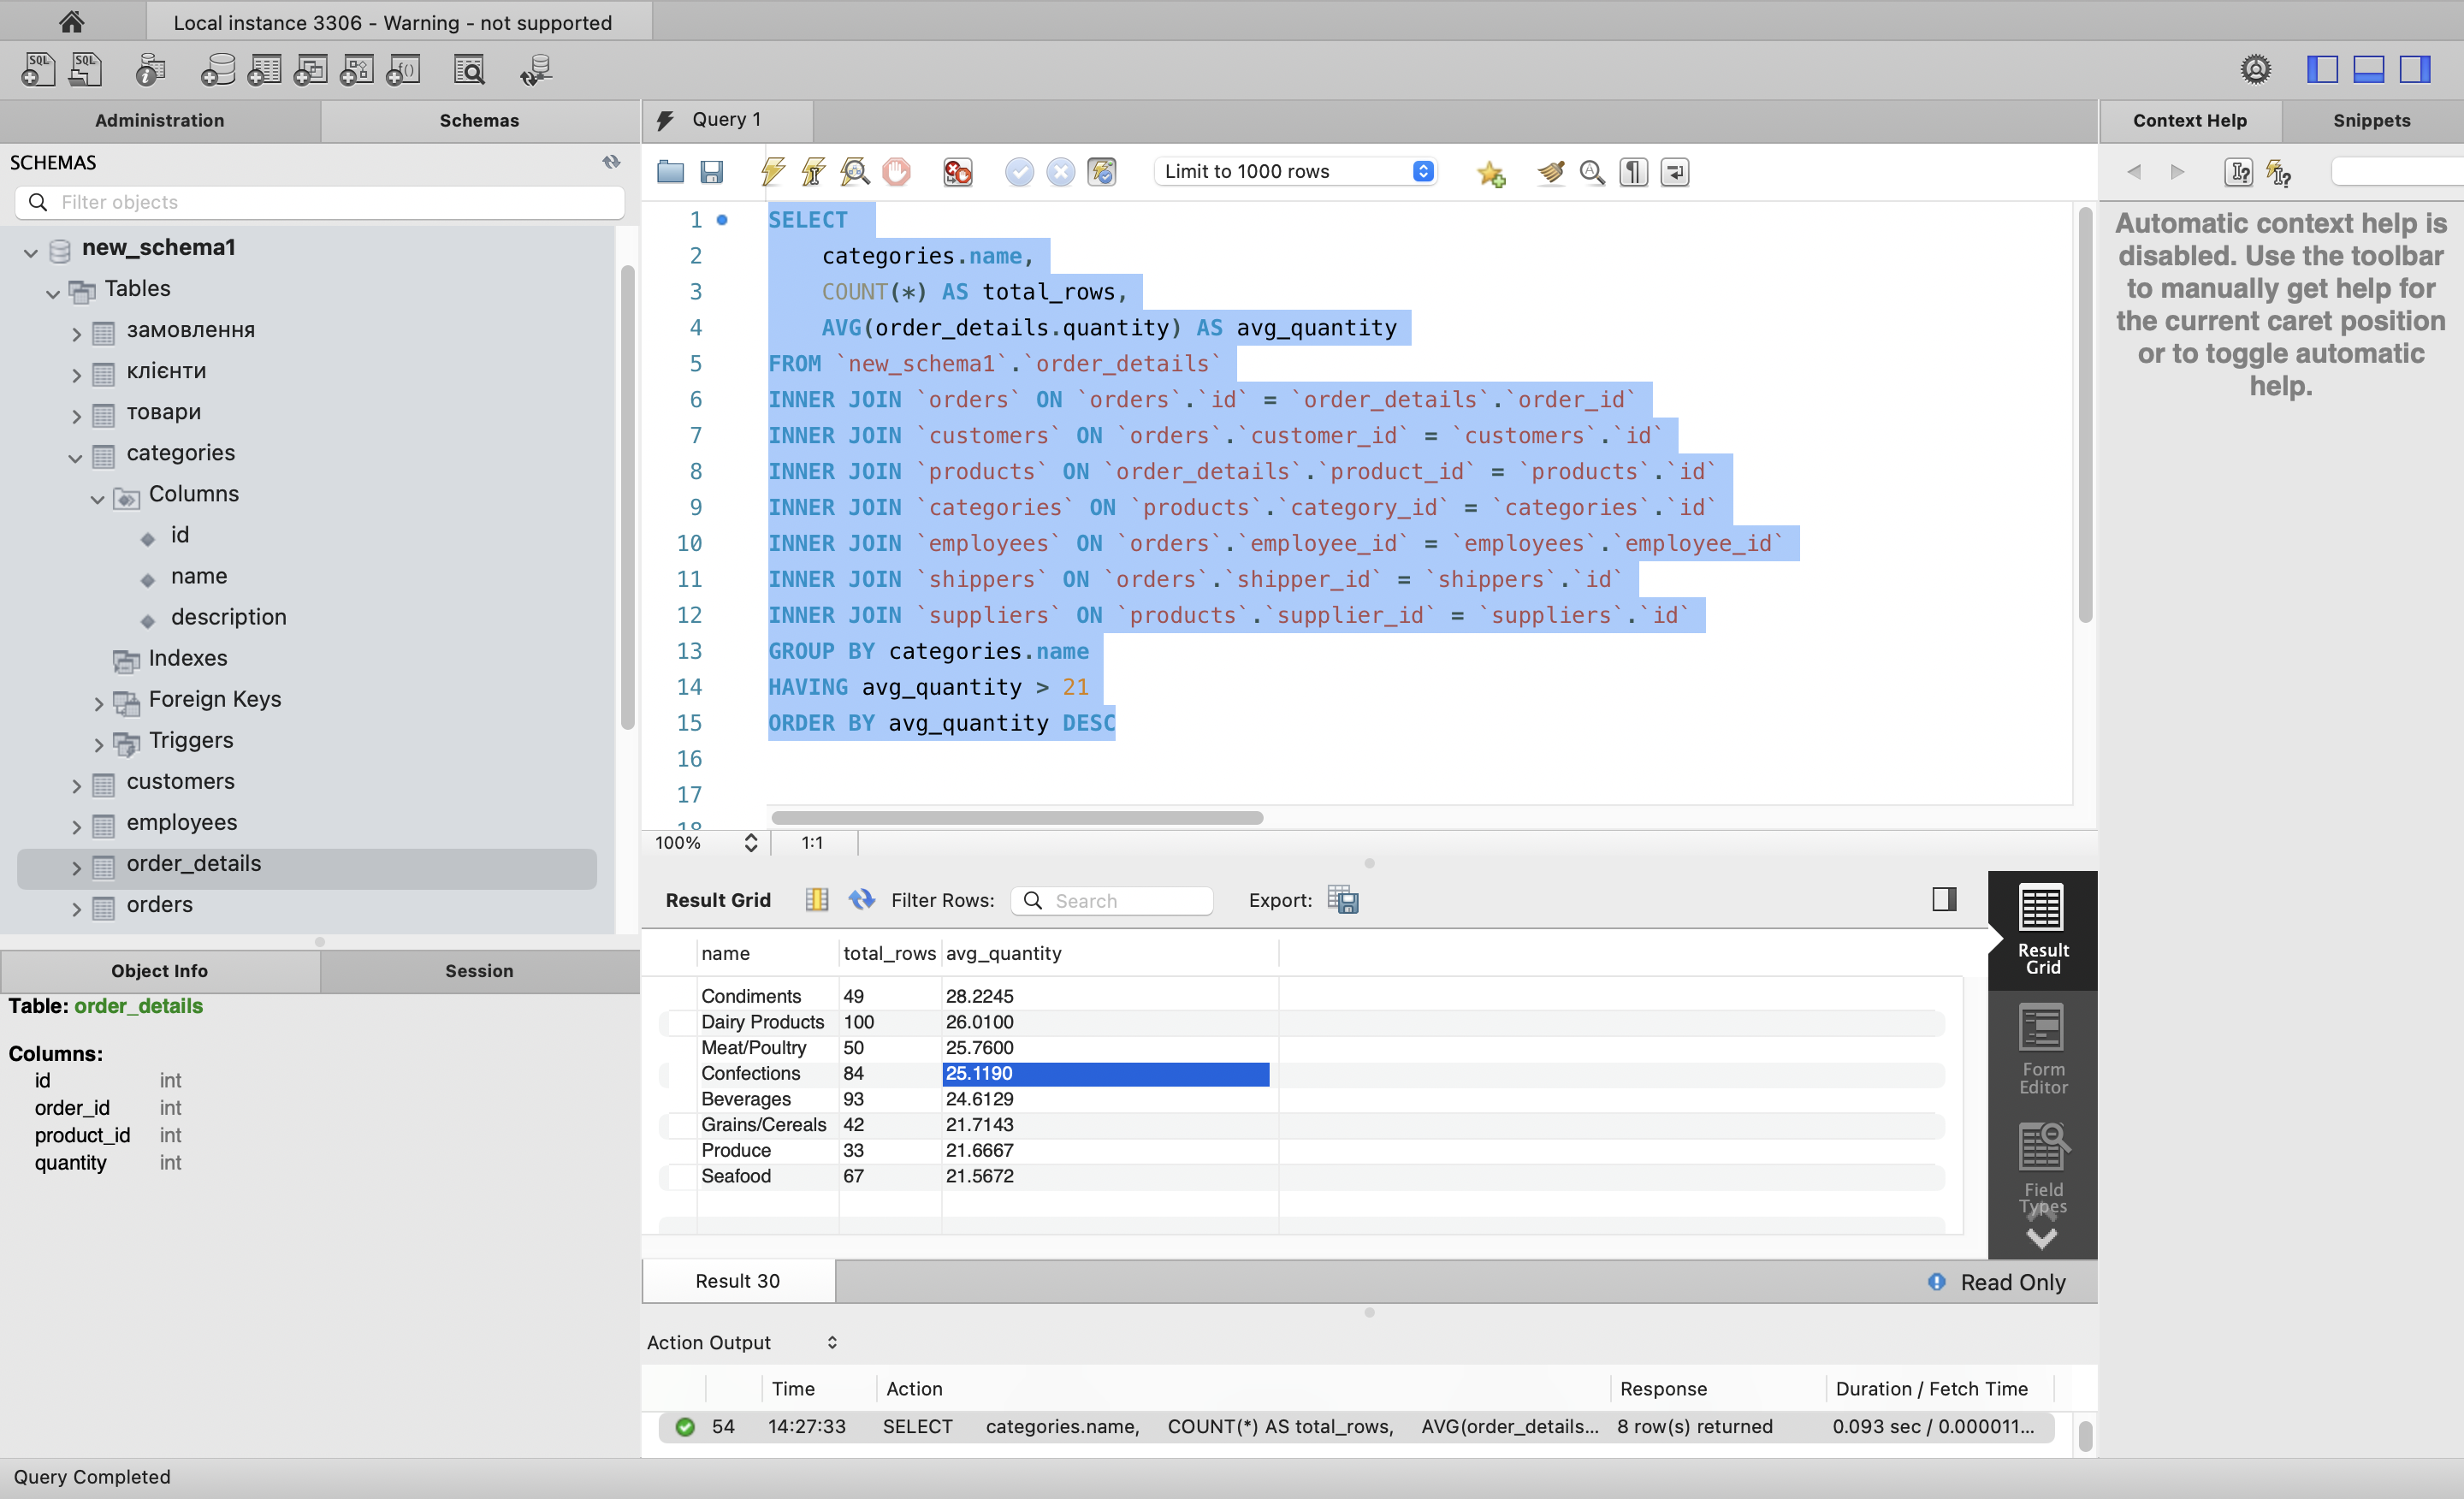 Local instance 3306 - Warning - not supported
Administration
Schemas
SCHEMAS
Filter objects
new_schema1
Tables
замовлення
клієнти
товари
categories
Columns
id
name
description
Indexes
Foreign Keys
Triggers
customers
employees
order_details
orders
Object Info
Session
Table: order_details
Columns:
id int
order_id int
product_id int
quantity int
Query 1
Limit to 1000 rows
1 SELECT
2 categories.name,
3 COUNT(*) AS total_rows,
4 AVG(order_details.quantity) AS avg_quantity
5 FROM `new_schema1`.`order_details`
6 INNER JOIN `orders` ON `orders`.`id` = `order_details`.`order_id`
7 INNER JOIN `customers` ON `orders`.`customer_id` = `customers`.`id`
8 INNER JOIN `products` ON `order_details`.`product_id` = `products`.`id`
9 INNER JOIN `categories` ON `products`.`category_id` = `categories`.`id`
10 INNER JOIN `employees` ON `orders`.`employee_id` = `employees`.`employee_id`
11 INNER JOIN `shippers` ON `orders`.`shipper_id` = `shippers`.`id`
12 INNER JOIN `suppliers` ON `products`.`supplier_id` = `suppliers`.`id`
13 GROUP BY categories.name
14 HAVING avg_quantity > 21
15 ORDER BY avg_quantity DESC
16
17
18
100% 1:1
Result Grid Filter Rows: Search Export:
name total_rows avg_quantity
Condiments 49 28.2245
Dairy Products 100 26.0100
Meat/Poultry 50 25.7600
Confections 84 25.1190
Beverages 93 24.6129
Grains/Cereals 42 21.7143
Produce 33 21.6667
Seafood 67 21.5672
Result
Grid
Form
Editor
Field
Types
Result 30
Read Only
Action Output
Time Action Response Duration / Fetch Time
54 14:27:33 SELECT categories.name, COUNT(*) AS total_rows, AVG(order_details... 8 row(s) returned 0.093 sec / 0.000011...
Context Help
Snippets
Automatic context help is
disabled. Use the toolbar
to manually get help for
the current caret position
or to toggle automatic
help.
Query Completed